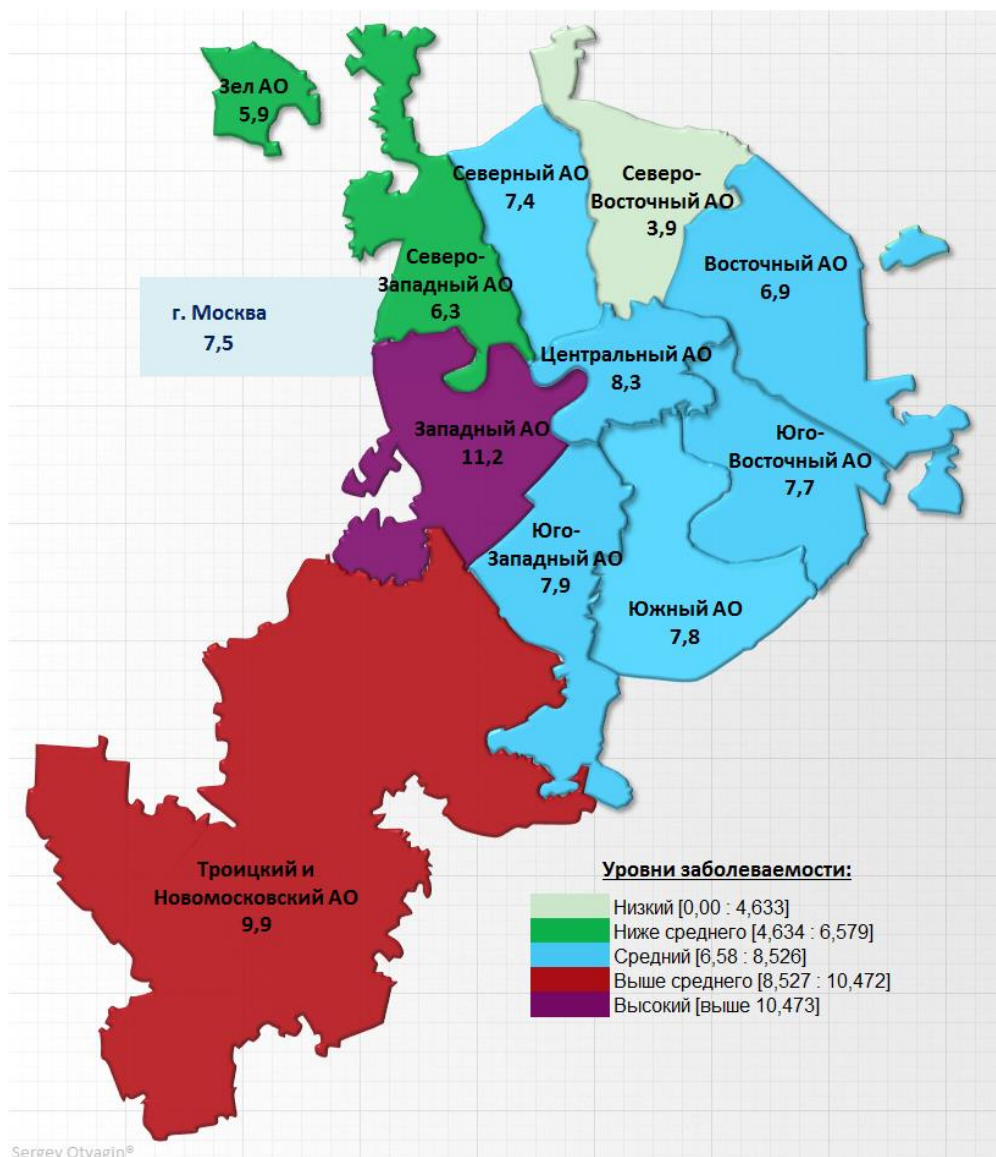 Зел АО
5,9
Северный АО
7,4
Северо-
Восточный АО
3,9
Северо-
Западный АО
6,3
Восточный АО
6,9
г. Москва
7,5
Центральный АО
8,3
Западный АО
11,2
Юго-
Восточный АО
7,7
Юго-
Западный АО
7,9
Южный АО
7,8
Троицкий и
Новомосковский АО
9,9
Уровни заболеваемости:
Низкий [0,00 : 4,633]
Ниже среднего [4,634 : 6,579]
Средний [6,58 : 8,526]
Выше среднего [8,527 : 10,472]
Высокий [выше 10,473]
Sergey Otvagin®